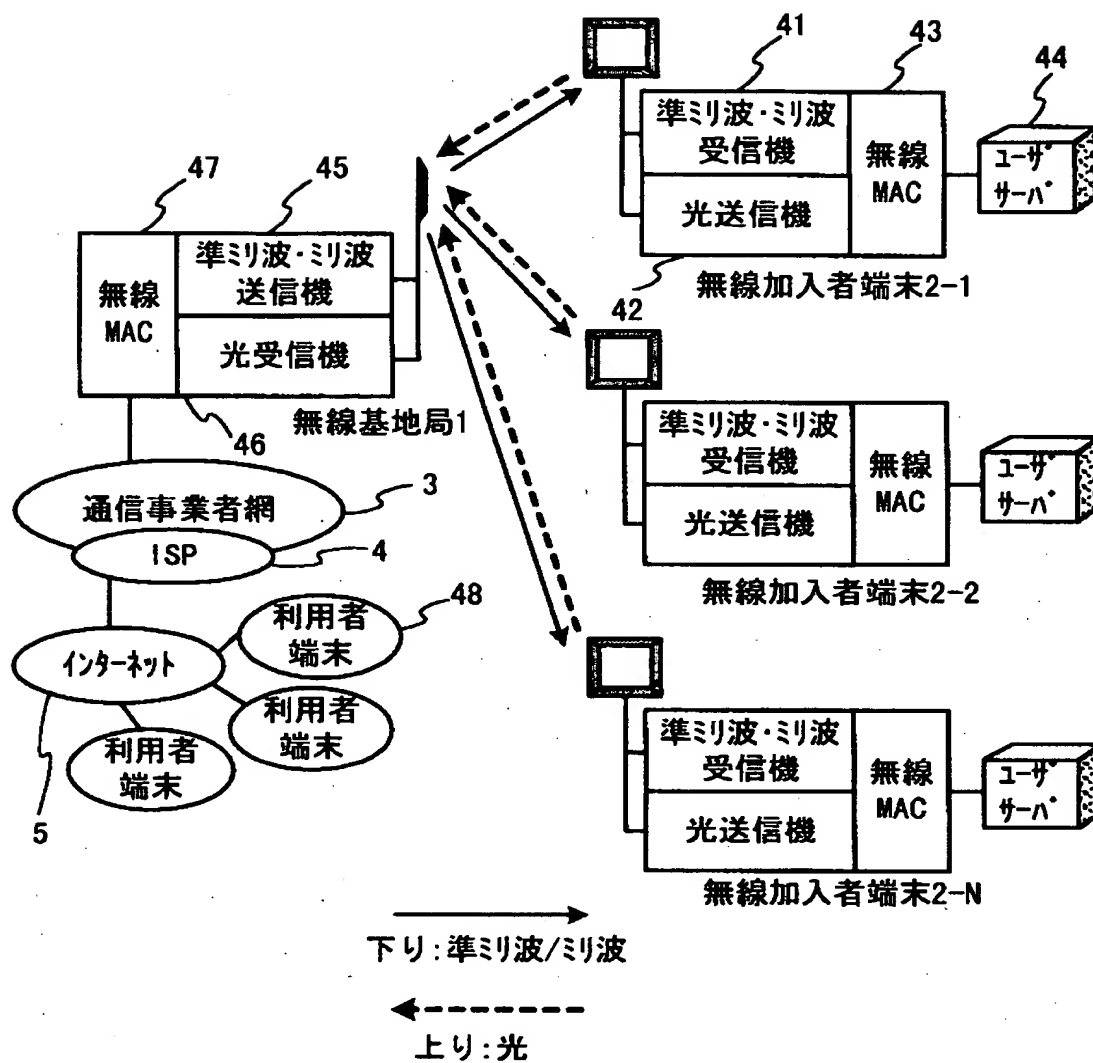 41
43
44
準ミリ波・ミリ波
受信機
光送信機
無線
MAC
ユーザ
サーバ
無線加入者端末2-1
42
47
45
無線
MAC
準ミリ波・ミリ波
送信機
光受信機
無線基地局1
46
準ミリ波・ミリ波
受信機
光送信機
無線
MAC
ユーザ
サーバ
無線加入者端末2-2
通信事業者網
3
ISP
4
インターネット
5
利用者
端末
48
利用者
端末
利用者
端末
準ミリ波・ミリ波
受信機
光送信機
無線
MAC
ユーザ
サーバ
無線加入者端末2-N
下り:準ミリ波/ミリ波
上り:光